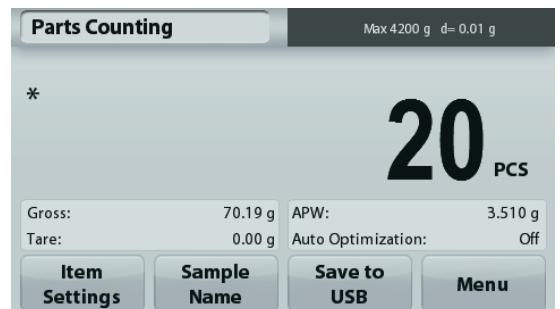 Parts Counting
Max 4200 g d= 0.01 g
*
20 PCS
Gross: 70.19 g APW: 3.510 g
Tare: 0.00 g Auto Optimization: Off
Item Settings
Sample Name
Save to USB
Menu